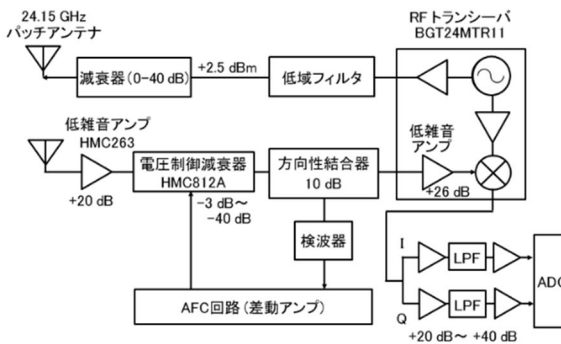 24.15 GHz
パッチアンテナ
減衰器(0-40 dB)
+2.5 dBm
低域フィルタ
RFトランシーバ
BGT24MTR11
低雑音アンプ
HMC263
+20 dB
電圧制御減衰器
HMC812A
-3 dB～
-40 dB
方向性結合器
10 dB
低雑音
アンプ
+26 dB
検波器
AFC回路(差動アンプ)
I
LPF
Q
LPF
+20 dB～ +40 dB
ADC